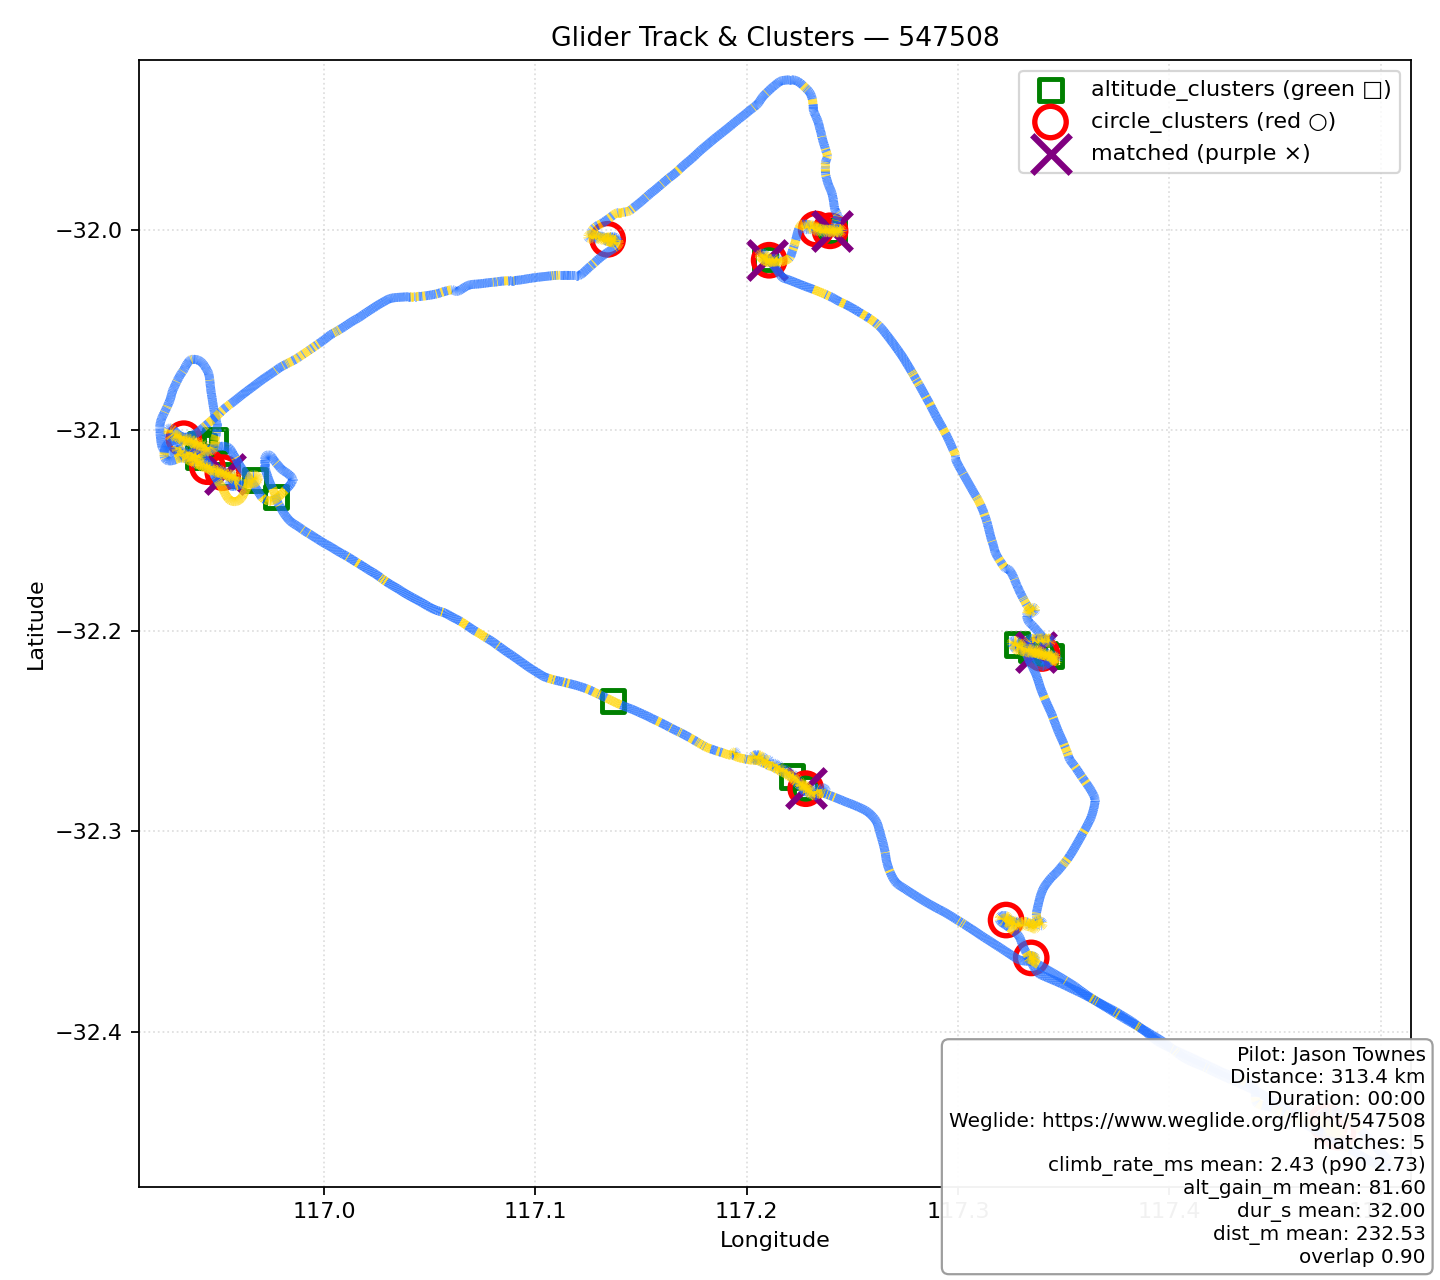 Glider Track & Clusters — 547508
altitude_clusters (green □)
circle_clusters (red ○)
matched (purple ×)
Latitude
−32.0
−32.1
−32.2
−32.3
−32.4
117.0
117.1
117.2
117.3
117.4
Longitude
Pilot: Jason Townes
Distance: 313.4 km
Duration: 00:00
Weglide: https://www.weglide.org/flight/547508
matches: 5
climb_rate_ms mean: 2.43 (p90 2.73)
alt_gain_m mean: 81.60
dur_s mean: 32.00
dist_m mean: 232.53
overlap 0.90